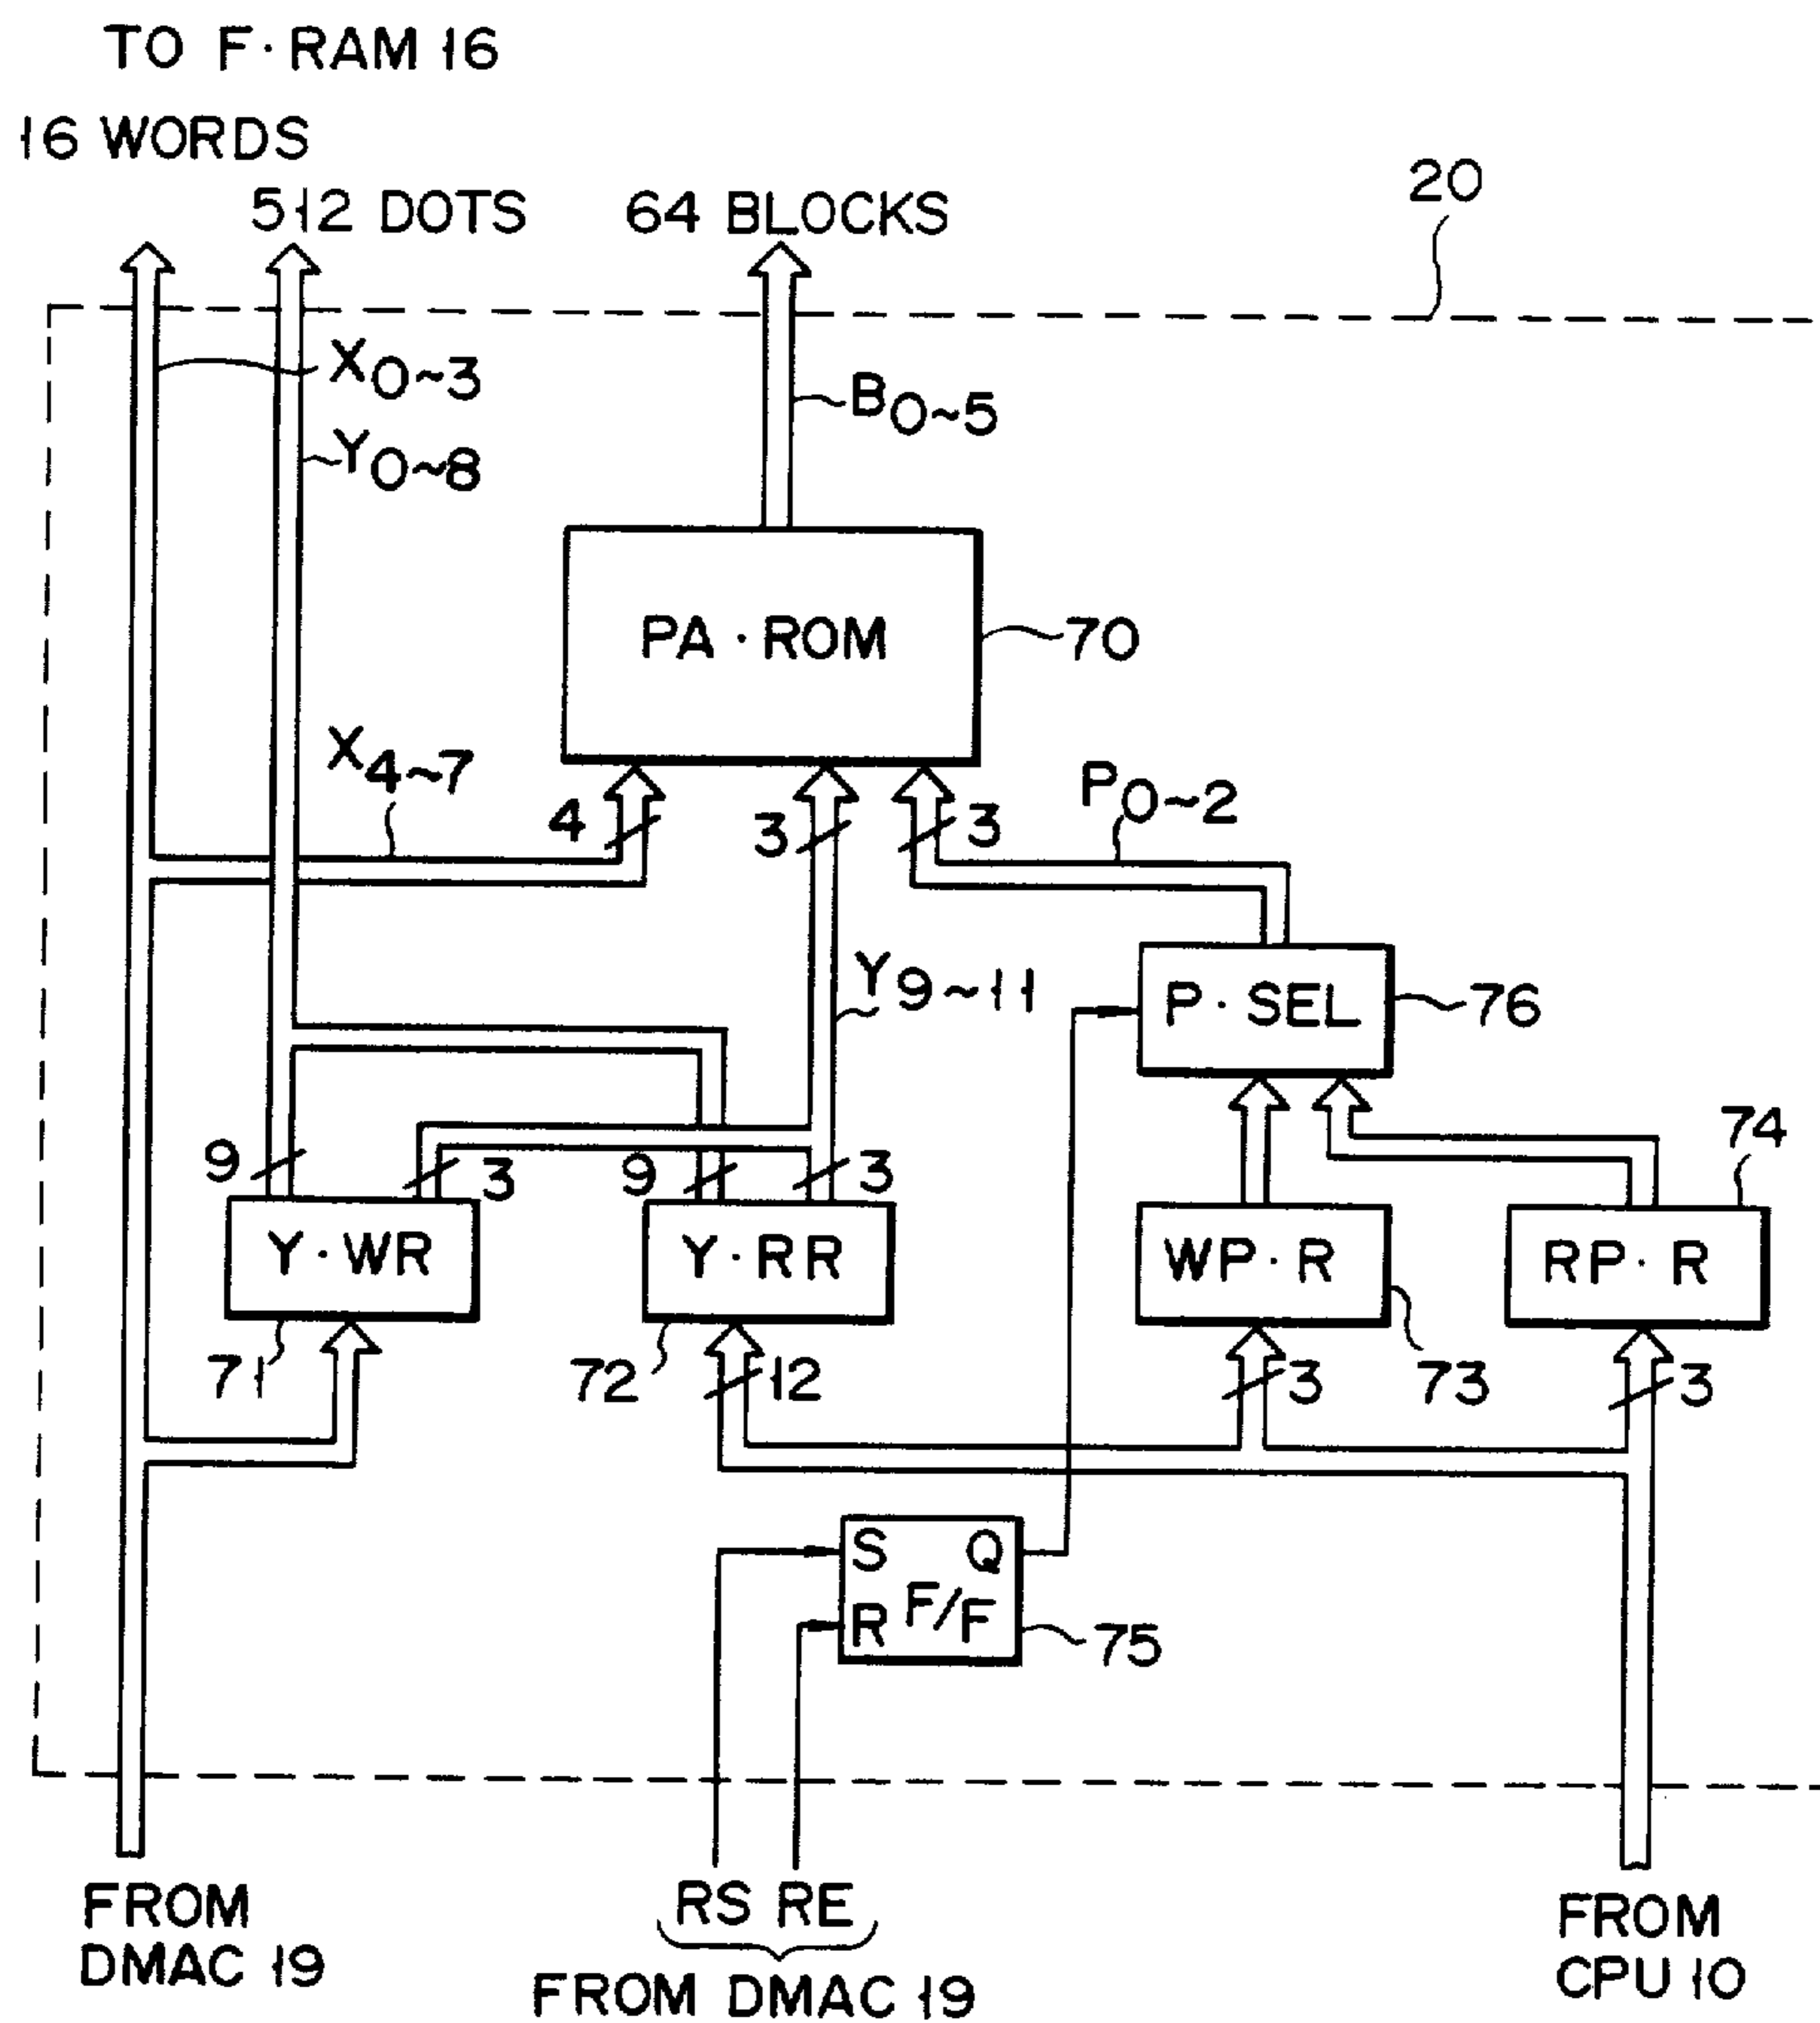 TO F·RAM 16
16 WORDS
512 DOTS
64 BLOCKS
20
X0~3
B0~5
Y0~8
PA·ROM
70
X4~7
4
3
3
P0~2
Y9~11
P·SEL
76
74
9
3
9
3
Y·WR
Y·RR
WP·R
RP·R
71
72
12
3
73
3
S Q
F/F
R
75
RS RE
FROM
DMAC 19
FROM DMAC 19
FROM
CPU 10